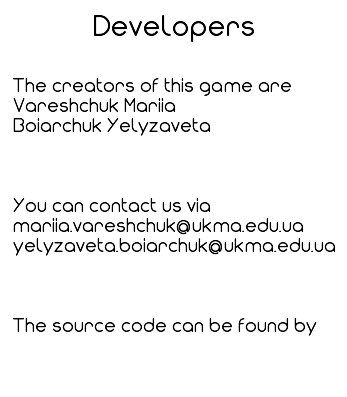 Developers
The creators of this game are
Vareshchuk Mariia
Boiarchuk Yelyzaveta
You can contact us via
mariia.vareshchuk@ukma.edu.ua
yelyzaveta.boiarchuk@ukma.edu.ua
The source code can be found by